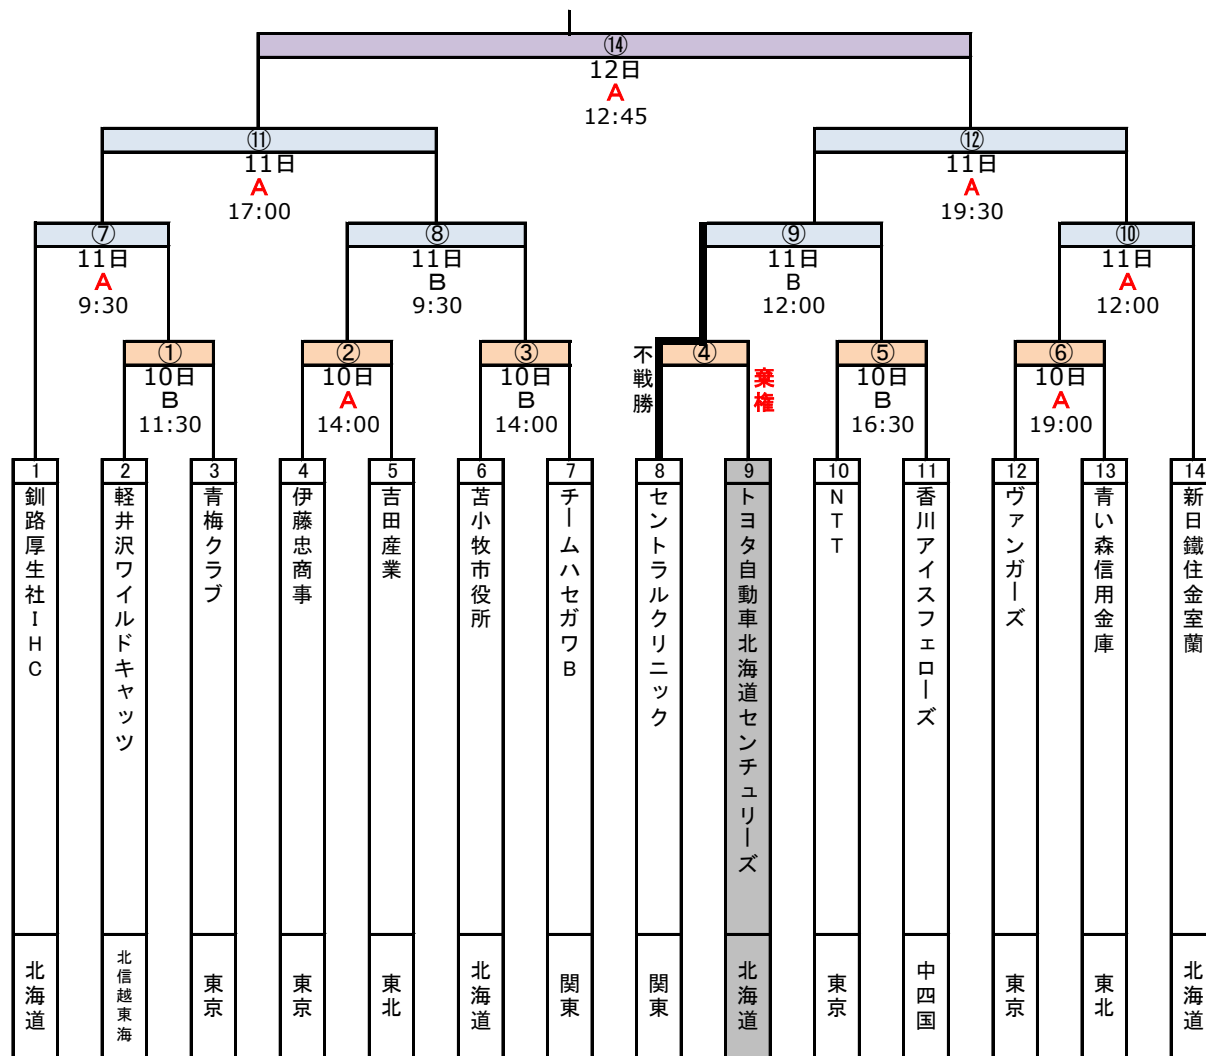 ⑭
12日
A
12:45
⑪
11日
A
17:00
⑫
11日
A
19:30
⑦
11日
A
9:30
⑧
11日
B
9:30
⑨
11日
B
12:00
⑩
11日
A
12:00
①
10日
B
11:30
②
10日
A
14:00
③
10日
B
14:00
不戦勝
④
棄権
⑤
10日
B
16:30
⑥
10日
A
19:00
1
釧路厚生社IHC
北海道
2
軽井沢ワイルドキャッツ
北信越東海
3
青梅クラブ
東京
4
伊藤忠商事
東京
5
吉田産業
東北
6
苫小牧市役所
北海道
7
チームハセガワB
関東
8
セントラルクリニック
関東
9
トヨタ自動車北海道センチュリーズ
北海道
10
NTT
東京
11
香川アイスフェローズ
中四国
12
ヴァンガーズ
東京
13
青い森信用金庫
東北
14
新日鐵住金室蘭
北海道